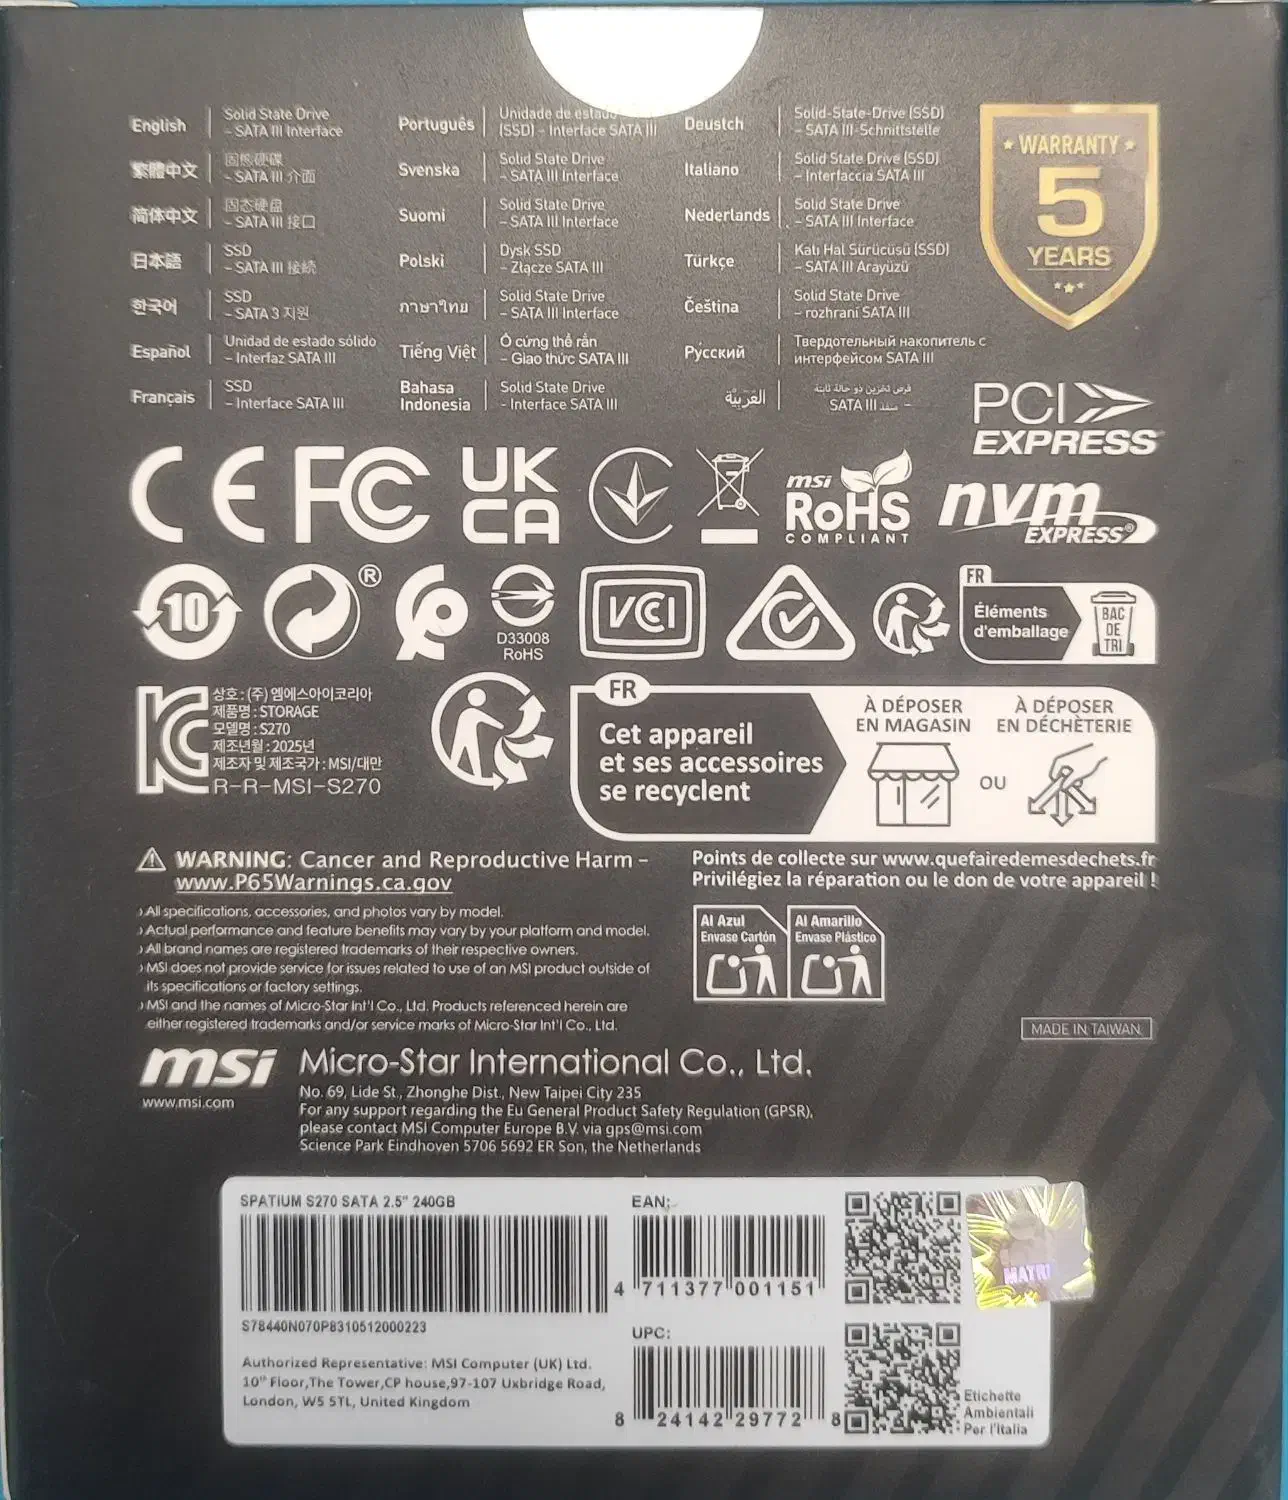 English
Solid State Drive
– SATA III Interface
Português
Unidade de estado
(SSD) - Interface SATA III
Deustch
Solid-State-Drive (SSD)
– SATA III-Schnittstelle
繁體中文
固態硬碟
- SATA III 介面
Svenska
Solid State Drive
– SATA III Interface
Italiano
Solid State Drive (SSD)
– Interfaccia SATA III
简体中文
固态硬盘
– SATA III 接口
Suomi
Solid State Drive
– SATA III Interface
Nederlands
Solid State Drive
– SATA III Interface
日本語
SSD
– SATA III 接続
Polski
Dysk SSD
– Złącze SATA III
Türkçe
Katı Hal Sürücüsü (SSD)
– SATA III Arayüzü
한국어
SSD
- SATA 3 지원
ภาษาไทย
Solid State Drive
– SATA III Interface
Čeština
Solid State Drive
– rozhraní SATA III
Español
Unidad de estado sólido
– Interfaz SATA III
Tiếng Việt
Ổ cứng thể rắn
– Giao thức SATA III
Русский
Твердотельный накопитель с
интерфейсом SATA III
Français
SSD
– Interface SATA III
Bahasa
Indonesia
Solid State Drive
- Interface SATA III
العَرَبِيَّة
قرص تخزين ذو حالة ثابتة
– منفذ SATA III
WARRANTY
5
YEARS
PCI
EXPRESS
CE FC
UK
CA
msi
RoHS
COMPLIANT
nvm
EXPRESS®
10
®
D33008
RoHS
VCI
FR
Éléments
d'emballage
BAC
DE
TRI
상호 : (주) 엠에스아이코리아
제품명 : STORAGE
모델명 : S270
제조년월 : 2025년
제조자 및 제조국가 : MSI/대만
R-R-MSI-S270
FR
Cet appareil
et ses accessoires
se recyclent
À DÉPOSER
EN MAGASIN
OU
À DÉPOSER
EN DÉCHÈTERIE
Points de collecte sur www.quefairedemesdechets.fr
Privilégiez la réparation ou le don de votre appareil !
⚠ WARNING: Cancer and Reproductive Harm –
www.P65Warnings.ca.gov
› All specifications, accessories, and photos vary by model.
› Actual performance and feature benefits may vary by your platform and model.
› All brand names are registered trademarks of their respective owners.
› MSI does not provide service for issues related to use of an MSI product outside of
its specifications or factory settings.
› MSI and the names of Micro-Star Int'l Co., Ltd. Products referenced herein are
either registered trademarks and/or service marks of Micro-Star Int'l Co., Ltd.
Al Azul
Envase Cartón
Al Amarillo
Envase Plástico
MADE IN TAIWAN
msi
www.msi.com
Micro-Star International Co., Ltd.
No. 69, Lide St., Zhonghe Dist., New Taipei City 235
For any support regarding the Eu General Product Safety Regulation (GPSR),
please contact MSI Computer Europe B.V. via gps@msi.com
Science Park Eindhoven 5706 5692 ER Son, the Netherlands
SPATIUM S270 SATA 2.5" 240GB
S78440N070P8310512000223
Authorized Representative: MSI Computer (UK) Ltd.
10th Floor,The Tower,CP house,97-107 Uxbridge Road,
London, W5 5TL, United Kingdom
EAN:
4 711377 001151
UPC:
8 24142 29772 8
MATRI
Etichette
Ambientali
Per l'Italia